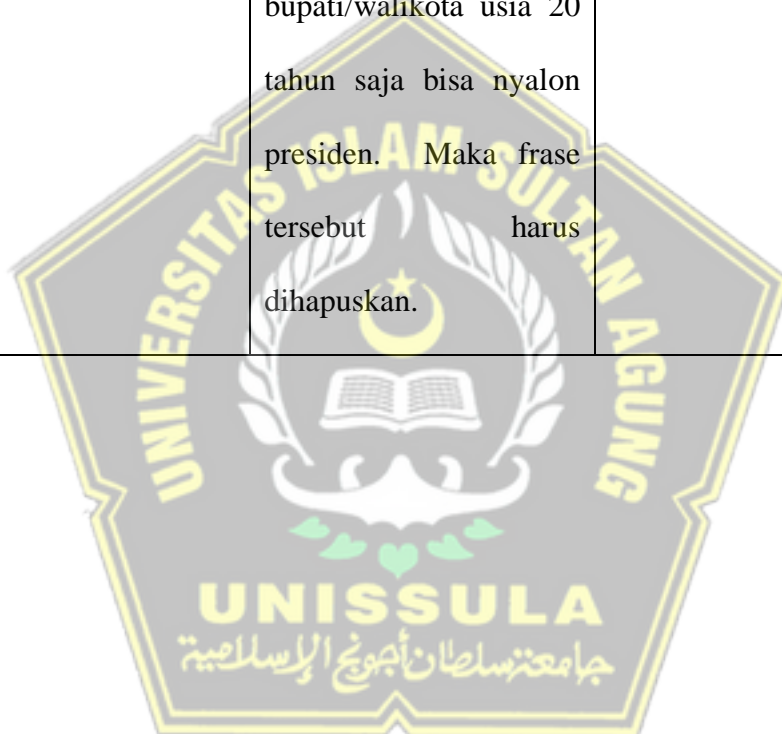 bupati/walikota usia 20
tahun saja bisa nyalon
presiden. Maka frase
tersebut harus
dihapuskan.
UNIVERSITAS ISLAM SULTAN AGUNG
UNISSULA
جامعة سلطان أجونج الإسلامية